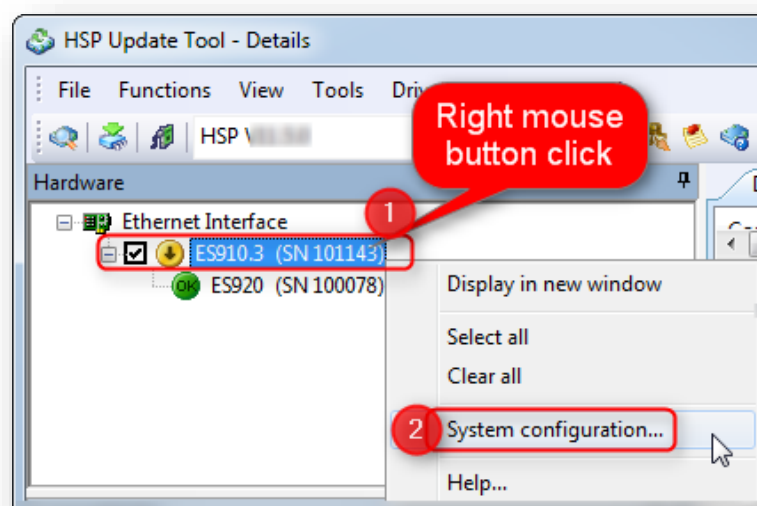 HSP Update Tool - Details
File Functions View Tools
Right mouse
button click
HSP
Hardware
1
Ethernet Interface
ES910.3 (SN 101143)
OK ES920 (SN 100078)
Display in new window
Select all
Clear all
2 System configuration...
Help...